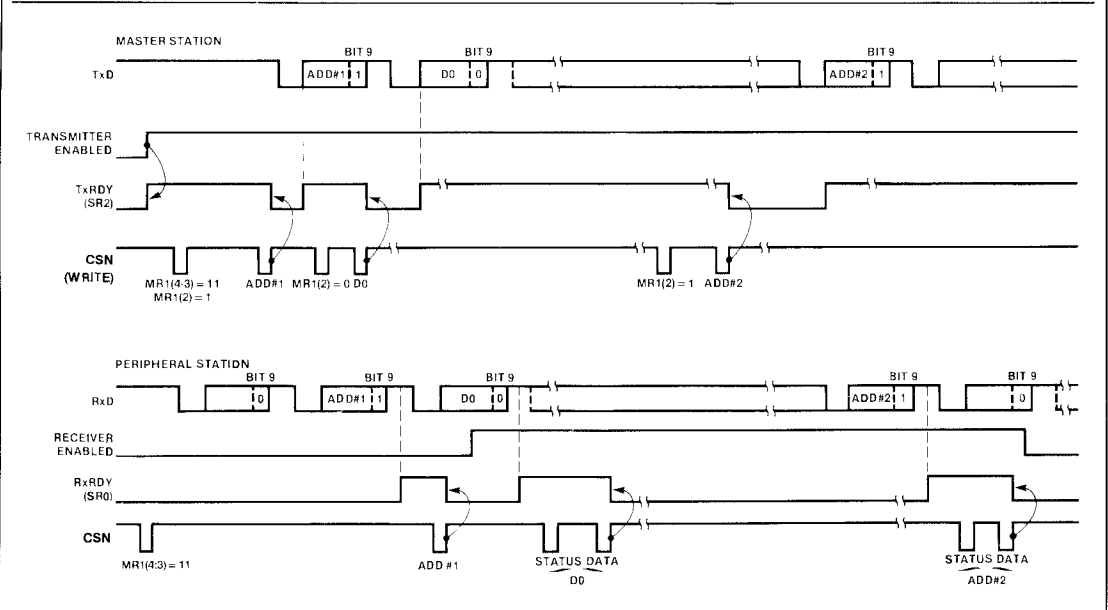 MASTER STATION
BIT 9 BIT 9 BIT 9
TxD ADD#1 1 D0 0 ADD#2 1
TRANSMITTER
ENABLED
TxRDY
(SR2)
CSN
(WRITE)
MR1(4-3) = 11 ADD#1 MR1(2) = 0 D0 MR1(2) = 1 ADD#2
MR1(2) = 1
PERIPHERAL STATION
BIT 9 BIT 9 BIT 9 BIT 9 BIT 9
RxD 0 ADD#1 1 D0 0 ADD#2 1 0
RECEIVER
ENABLED
RxRDY
(SR0)
CSN
MR1(4:3) = 11 ADD #1 STATUS DATA STATUS DATA
D0 ADD#2